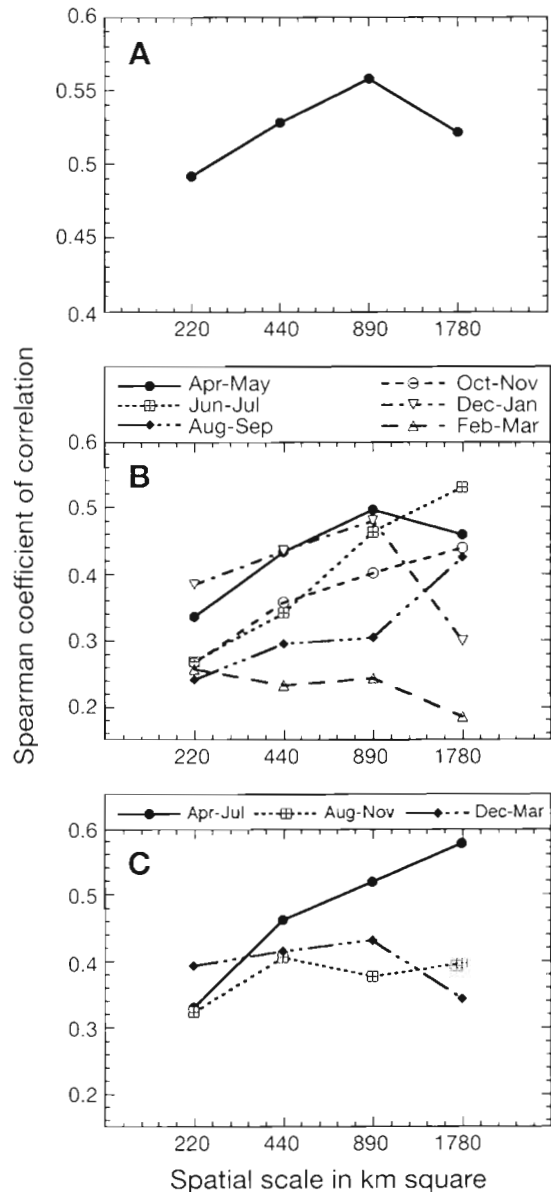 Spearman coefficient of correlation
0.6
A
0.55
0.5
0.45
0.4
220 440 890 1780
Apr-May Oct-Nov
Jun-Jul Dec-Jan
Aug-Sep Feb-Mar
0.6
B
0.5
0.4
0.3
0.2
220 440 890 1780
Apr-Jul Aug-Nov Dec-Mar
0.6
C
0.5
0.4
0.3
0.2
220 440 890 1780
Spatial scale in km square